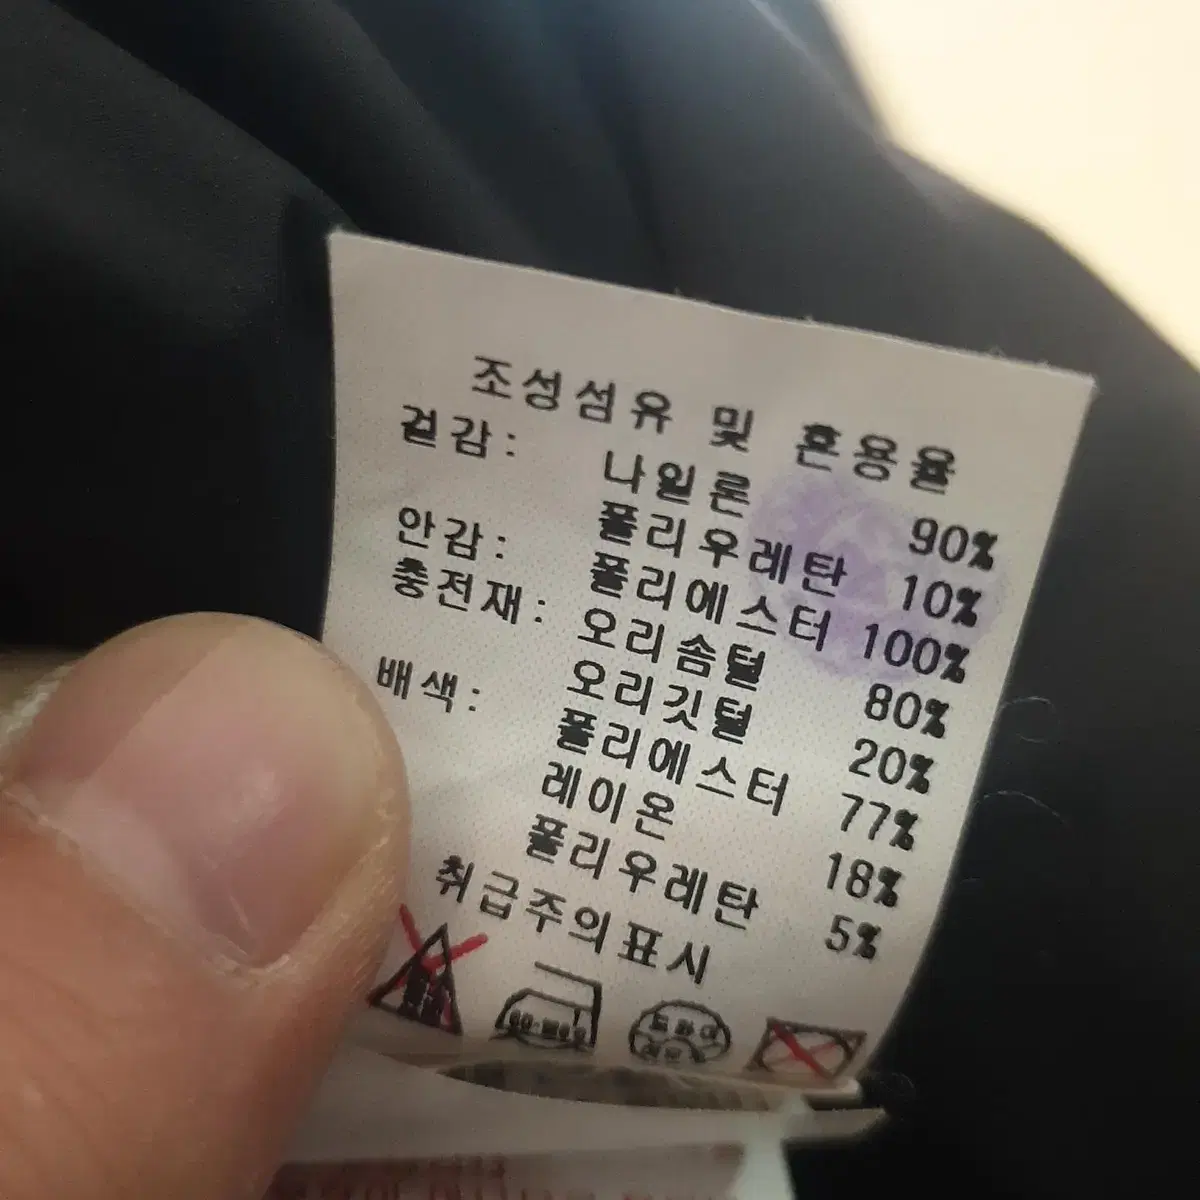 조성섬유 및 혼용율
겉감: 나일론 90%
폴리우레탄 10%
안감: 폴리에스터 100%
충전재: 오리솜털 80%
오리깃털 20%
배색: 폴리에스터 77%
레이온 18%
폴리우레탄 5%
취급주의표시
드라이